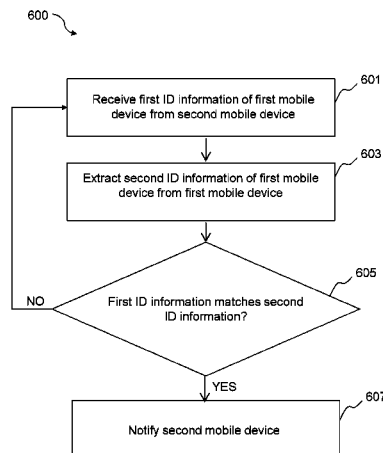 600
601
Receive first ID information of first mobile
device from second mobile device
603
Extract second ID information of first mobile
device from first mobile device
605
First ID information matches second
ID information?
NO
YES
607
Notify second mobile device